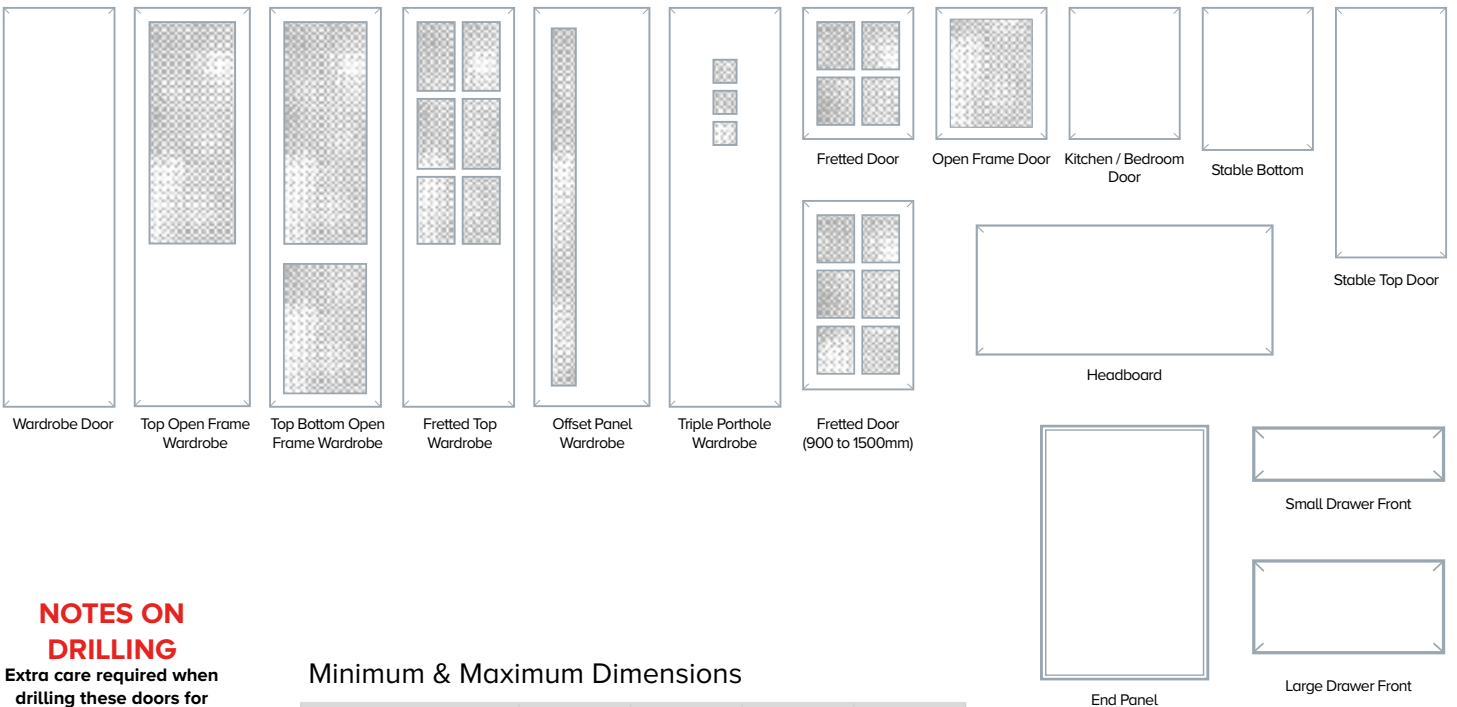 Wardrobe Door
Top Open Frame
Wardrobe
Top Bottom Open
Frame Wardrobe
Fretted Top
Wardrobe
Offset Panel
Wardrobe
Triple Porthole
Wardrobe
Fretted Door
Open Frame Door
Kitchen / Bedroom
Door
Stable Bottom
Stable Top Door
Fretted Door
(900 to 1500mm)
Headboard
Small Drawer Front
Large Drawer Front
End Panel
NOTES ON
DRILLING
Extra care required when
drilling these doors for
Minimum & Maximum Dimensions